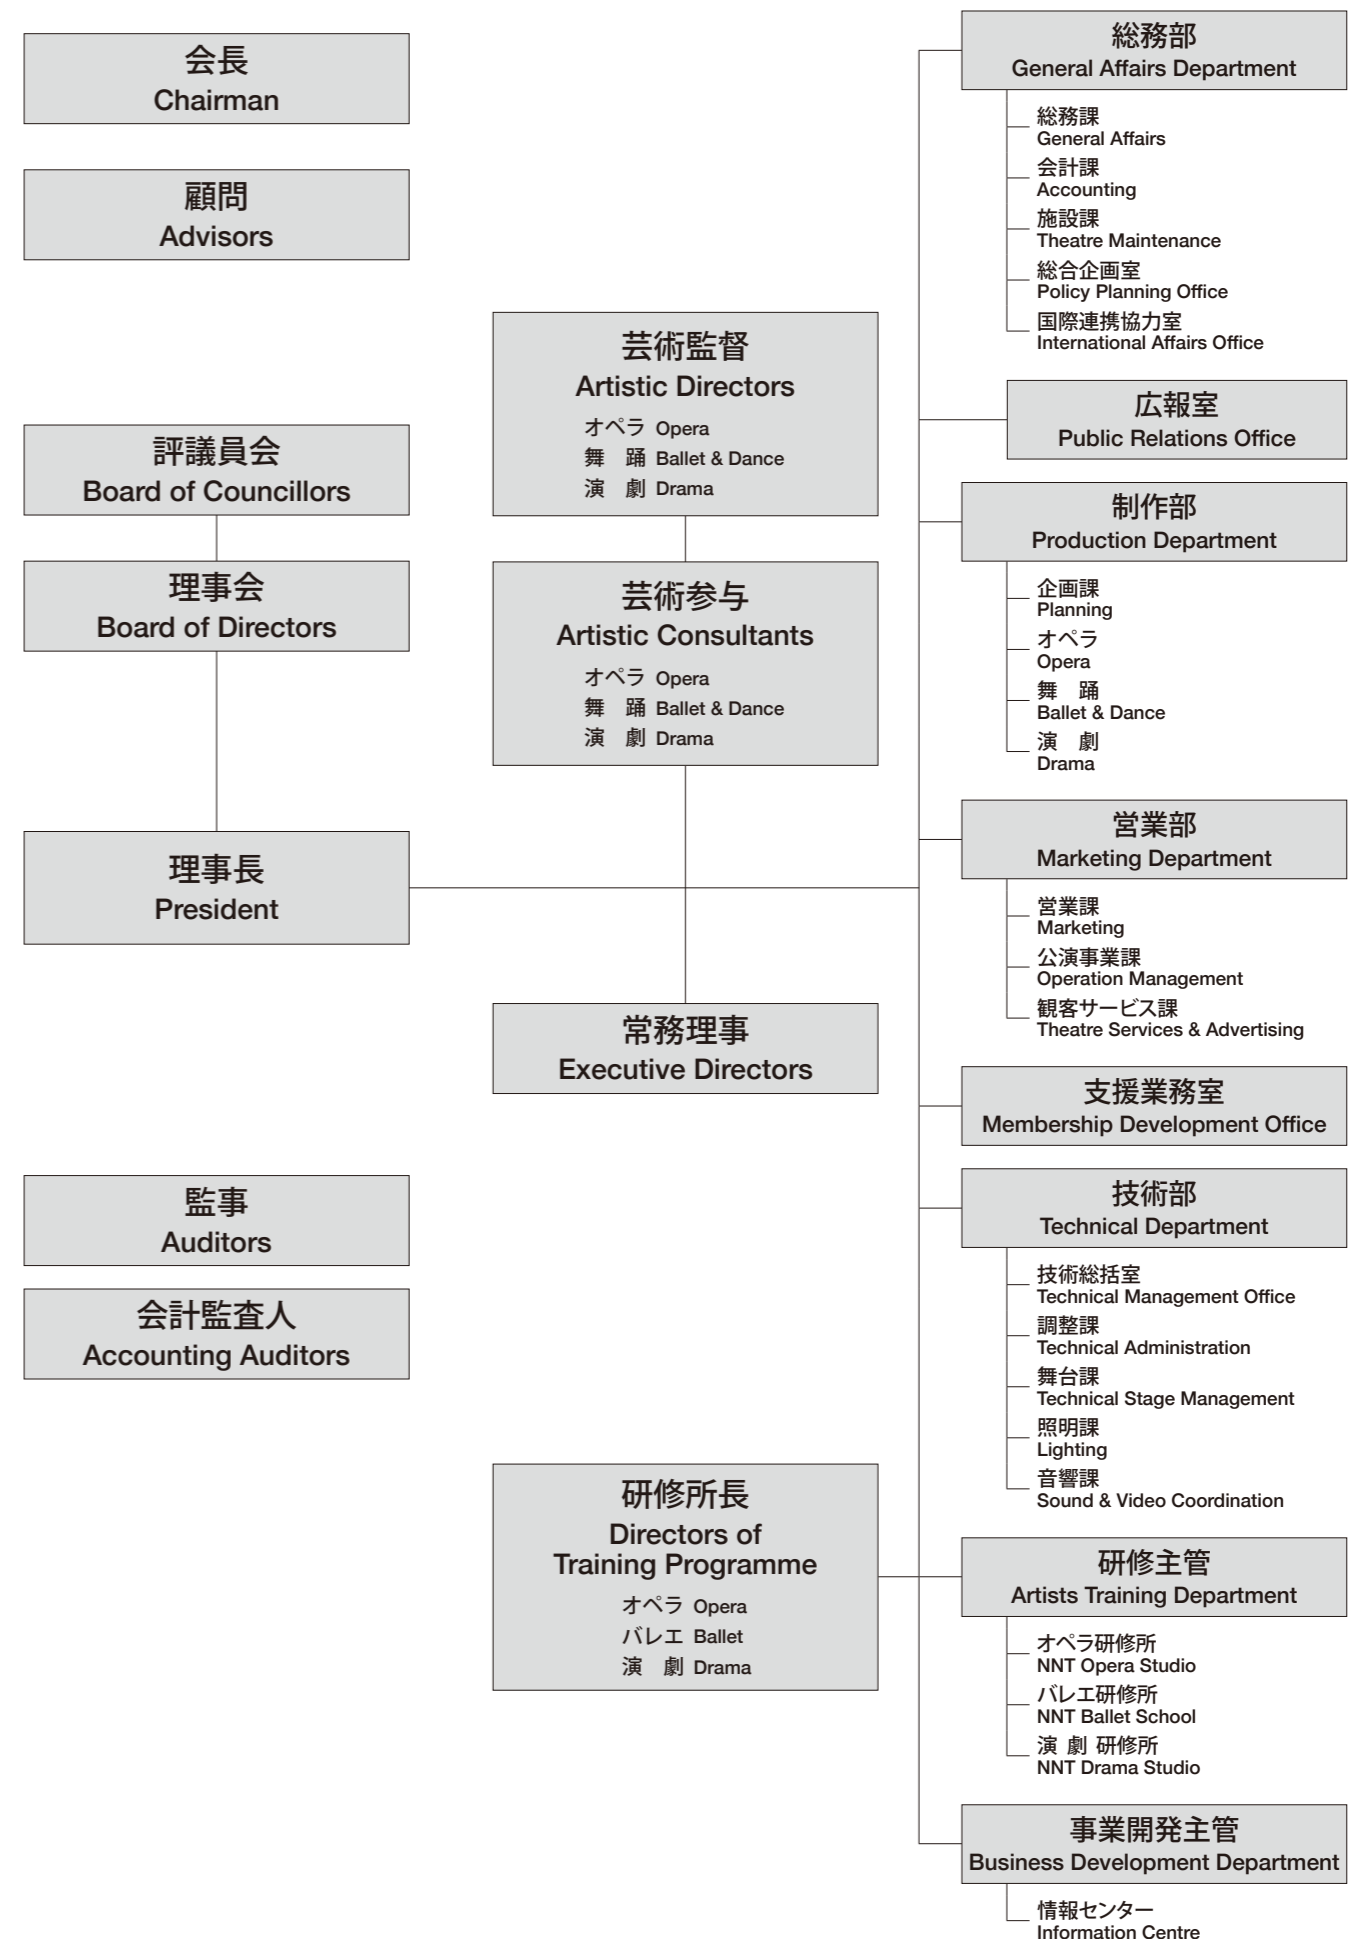 会長
Chairman
顧問
Advisors
評議員会
Board of Councillors
理事会
Board of Directors
理事長
President
監事
Auditors
会計監査人
Accounting Auditors
芸術監督
Artistic Directors
オペラ Opera
舞　踊 Ballet & Dance
演　劇 Drama
芸術参与
Artistic Consultants
オペラ Opera
舞　踊 Ballet & Dance
演　劇 Drama
常務理事
Executive Directors
研修所長
Directors of
Training Programme
オペラ Opera
バレエ Ballet
演　劇 Drama
総務部
General Affairs Department
総務課
General Affairs
会計課
Accounting
施設課
Theatre Maintenance
総合企画室
Policy Planning Office
国際連携協力室
International Affairs Office
広報室
Public Relations Office
制作部
Production Department
企画課
Planning
オペラ
Opera
舞　踊
Ballet & Dance
演　劇
Drama
営業部
Marketing Department
営業課
Marketing
公演事業課
Operation Management
観客サービス課
Theatre Services & Advertising
支援業務室
Membership Development Office
技術部
Technical Department
技術総括室
Technical Management Office
調整課
Technical Administration
舞台課
Technical Stage Management
照明課
Lighting
音響課
Sound & Video Coordination
研修主管
Artists Training Department
オペラ研修所
NNT Opera Studio
バレエ研修所
NNT Ballet School
演 劇 研修所
NNT Drama Studio
事業開発主管
Business Development Department
情報センター
Information Centre